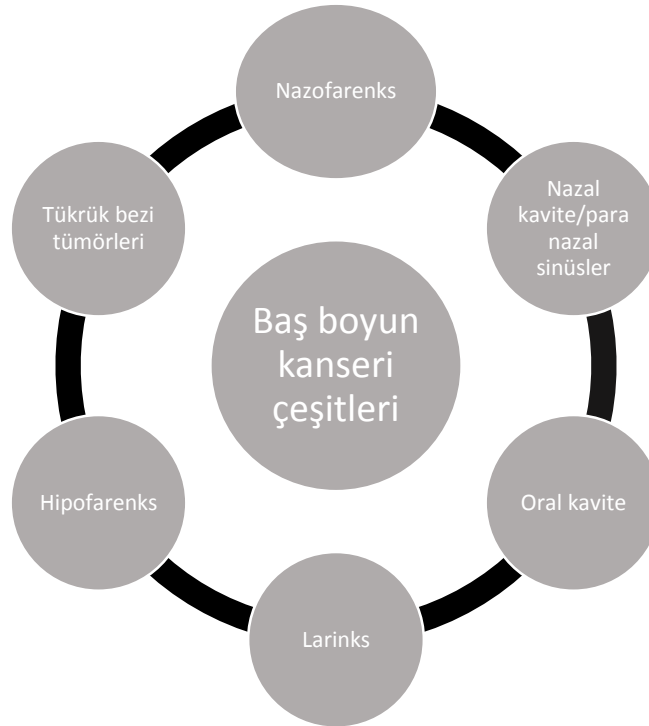 Nazofarenks
Nazal
kavite/para
nazal
sinüsler
Oral kavite
Larinks
Hipofarenks
Tükrük bezi
tümörleri
Baş boyun
kanseri
çeşitleri